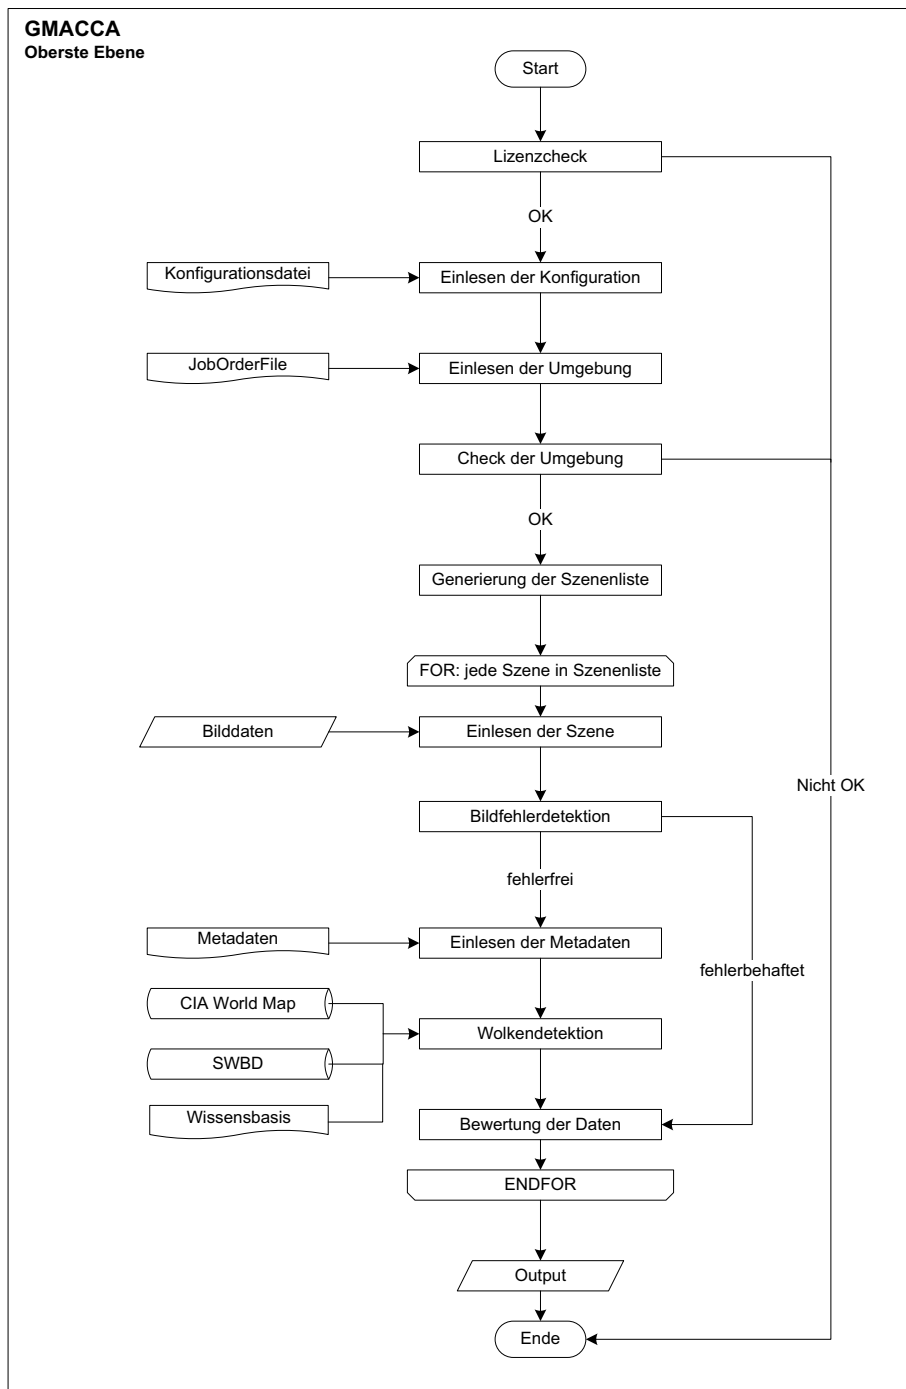 GMACCA
Oberste Ebene
Start
Lizenzcheck
OK
Konfigurationsdatei
Einlesen der Konfiguration
JobOrderFile
Einlesen der Umgebung
Check der Umgebung
OK
Generierung der Szenenliste
FOR: jede Szene in Szenenliste
Bilddaten
Einlesen der Szene
Nicht OK
Bildfehlerdetektion
fehlerfrei
Metadaten
Einlesen der Metadaten
fehlerbehaftet
CIA World Map
Wolkendetektion
SWBD
Wissensbasis
Bewertung der Daten
ENDFOR
Output
Ende